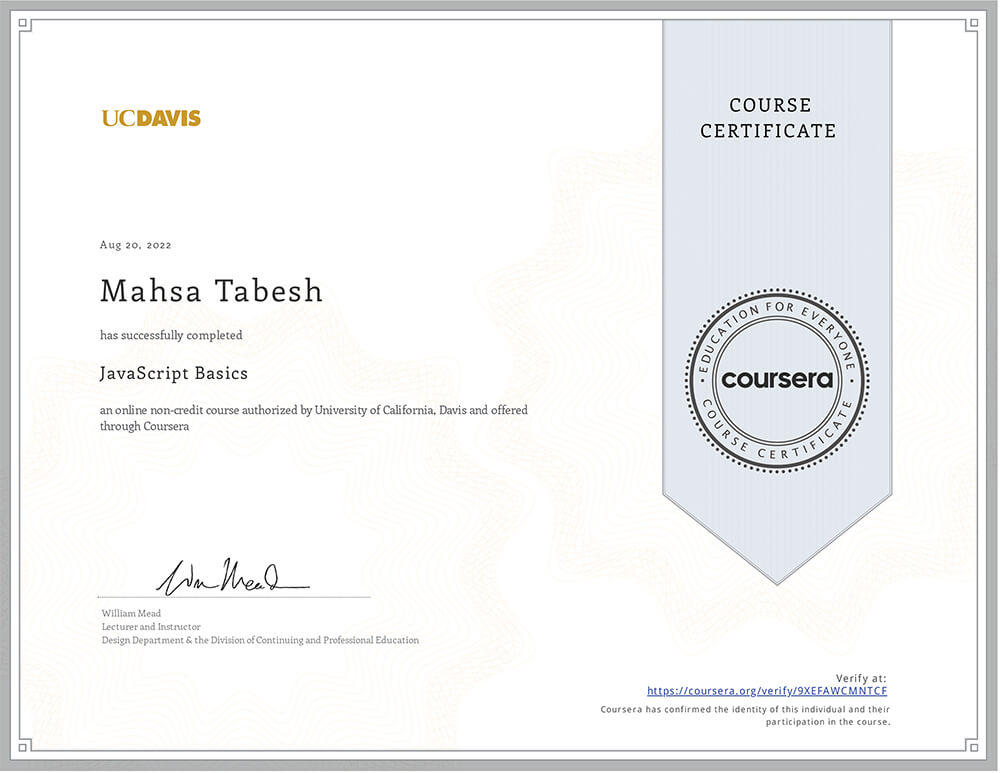 UCDAVIS
COURSE
CERTIFICATE
Aug 20, 2022
Mahsa Tabesh
has successfully completed
JavaScript Basics
an online non-credit course authorized by University of California, Davis and offered
through Coursera
EDUCATION FOR EVERYONE
coursera
COURSE CERTIFICATE
Wm Mead
William Mead
Lecturer and Instructor
Design Department & the Division of Continuing and Professional Education
Verify at:
https://coursera.org/verify/9XEFAWCMNTCF
Coursera has confirmed the identity of this individual and their
participation in the course.